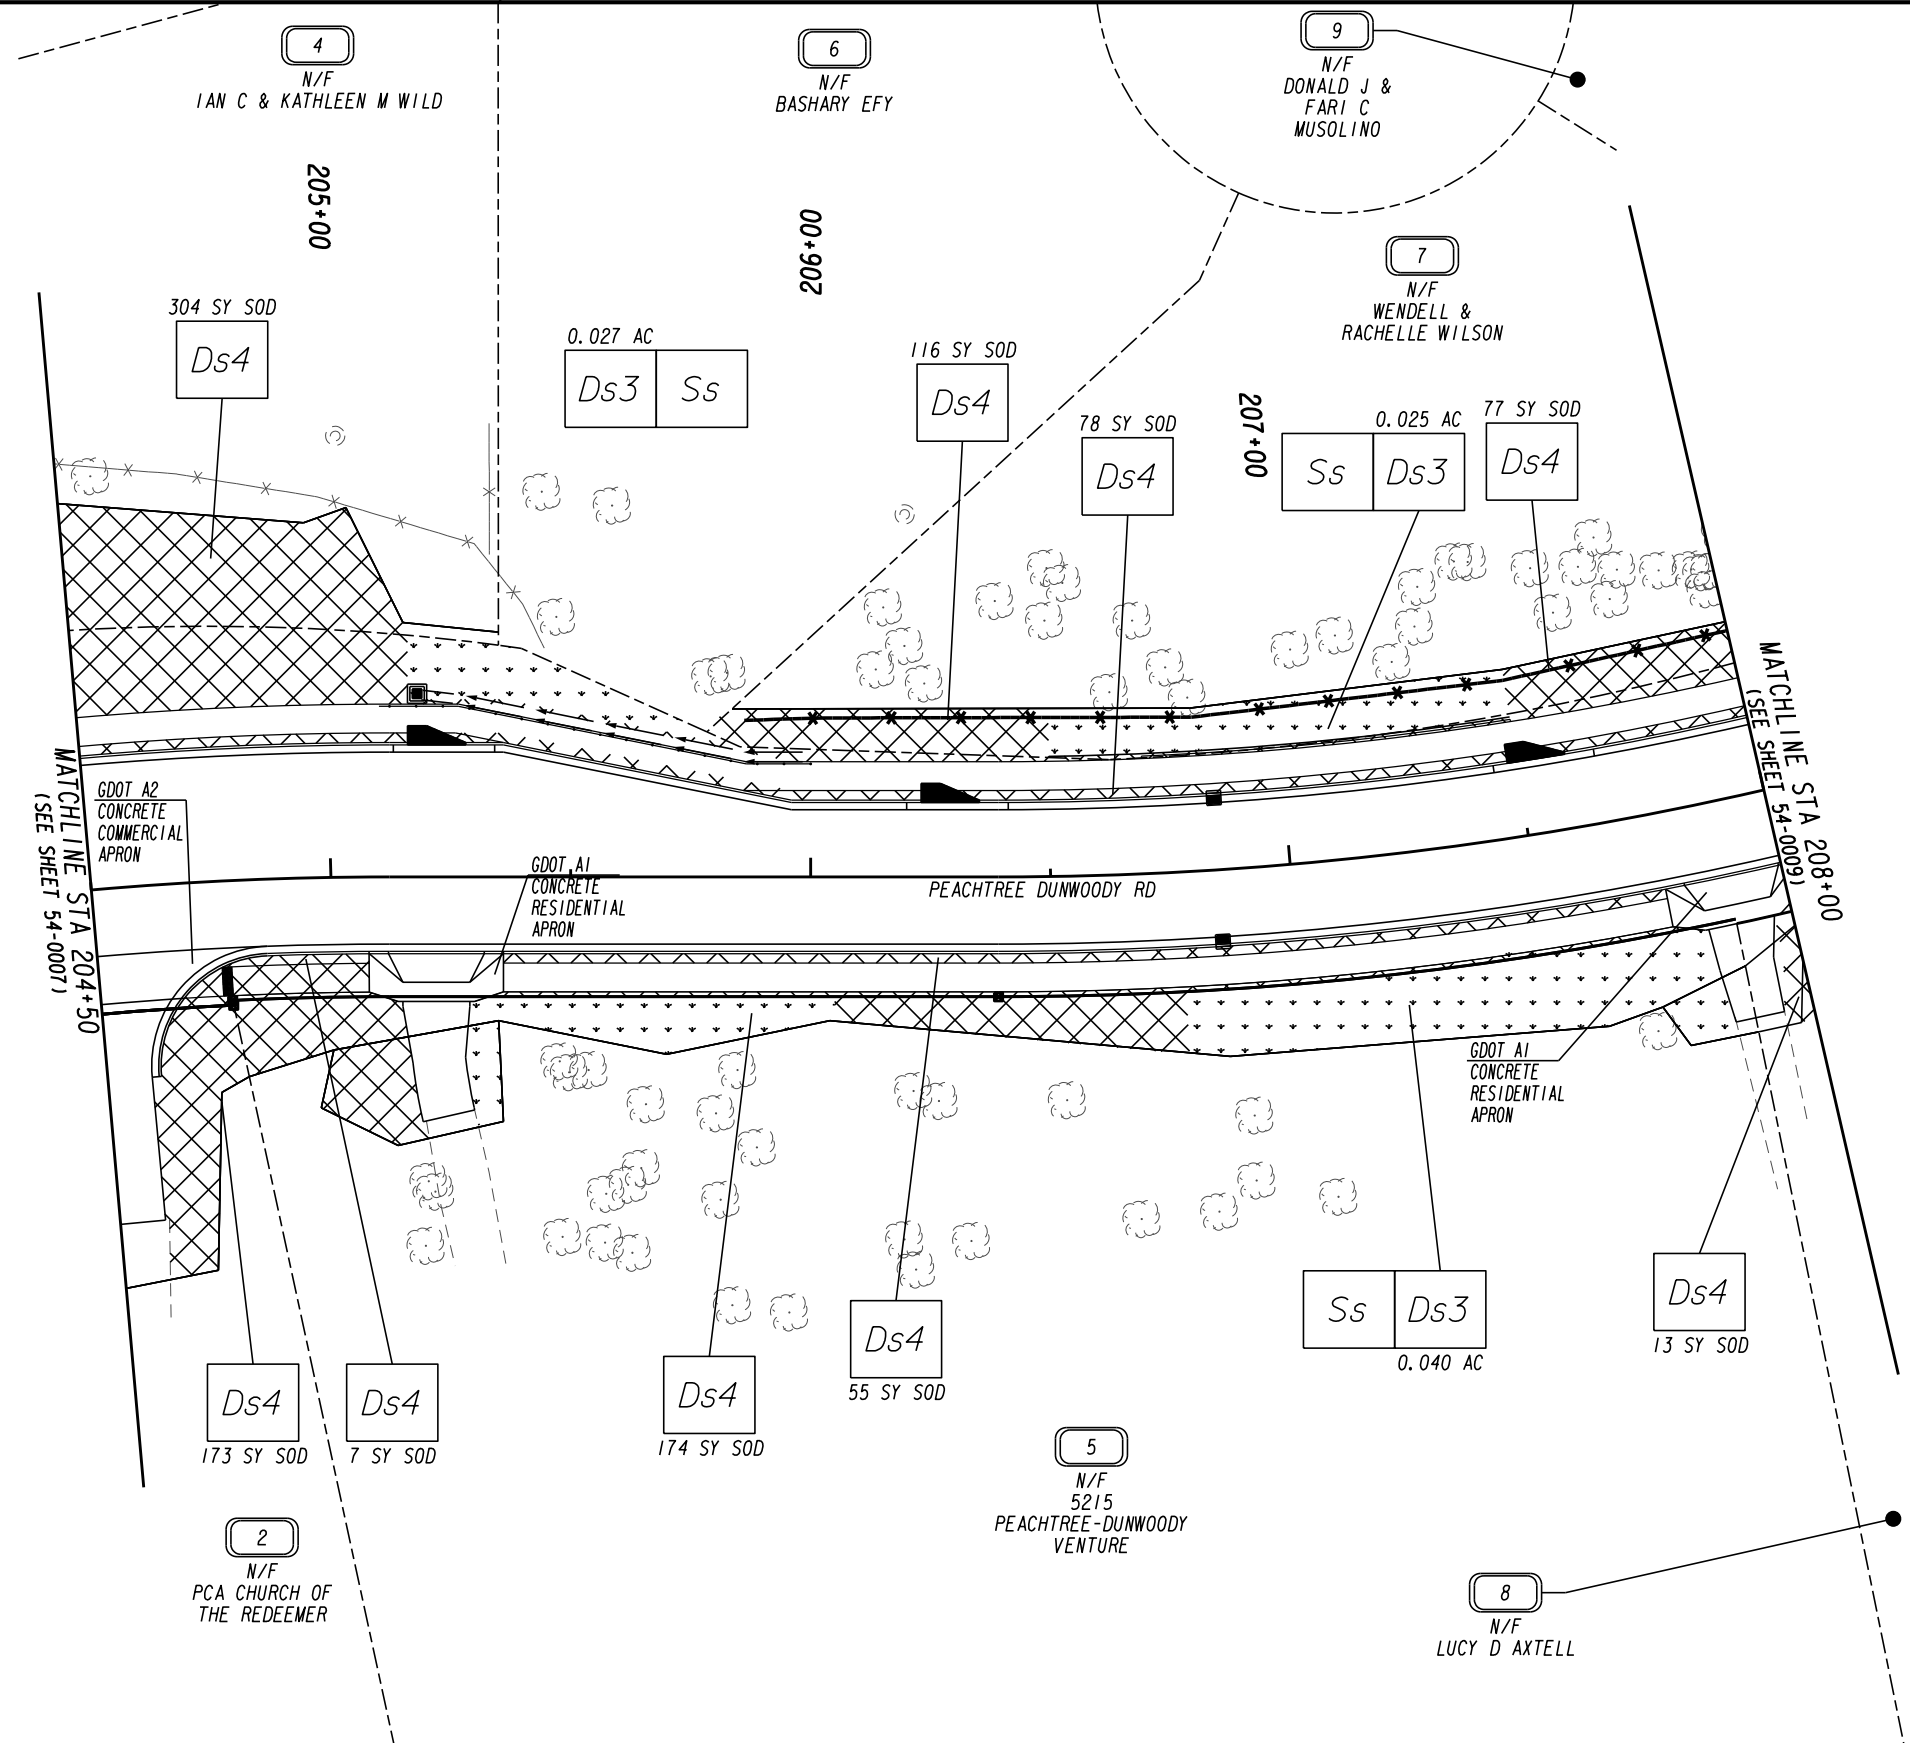 4
N/F
IAN C & KATHLEEN M WILD
6
N/F
BASHARY EFY
9
N/F
DONALD J &
FARI C
MUSOLINO
205+00
206+00
7
N/F
WENDELL &
RACHELLE WILSON
304 SY SOD
Ds4
0.027 AC
Ds3 Ss
116 SY SOD
Ds4
78 SY SOD
Ds4
207+00
0.025 AC
Ss Ds3
77 SY SOD
Ds4
MATCHLINE STA 204+50
(SEE SHEET 54-0007)
GDOT A2
CONCRETE
COMMERCIAL
APRON
GDOT A1
CONCRETE
RESIDENTIAL
APRON
PEACHTREE DUNWOODY RD
MATCHLINE STA 208+00
(SEE SHEET 54-0009)
GDOT A1
CONCRETE
RESIDENTIAL
APRON
Ds4
173 SY SOD
Ds4
7 SY SOD
Ds4
174 SY SOD
Ds4
55 SY SOD
Ss Ds3
0.040 AC
Ds4
13 SY SOD
5
N/F
5215
PEACHTREE-DUNWOODY
VENTURE
2
N/F
PCA CHURCH OF
THE REDEEMER
8
N/F
LUCY D AXTELL